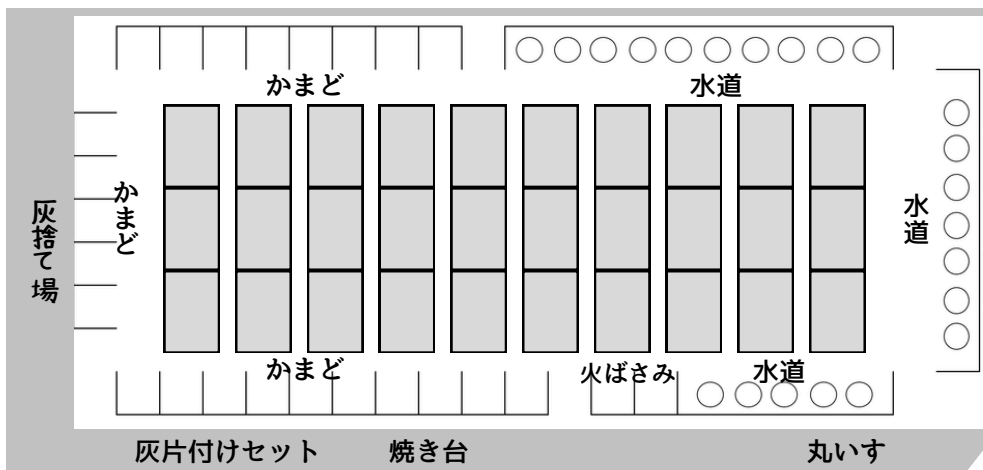 かまど
水道
かまど
灰捨て場
水道
かまど
火ばさみ
水道
灰片付けセット
焼き台
丸いす